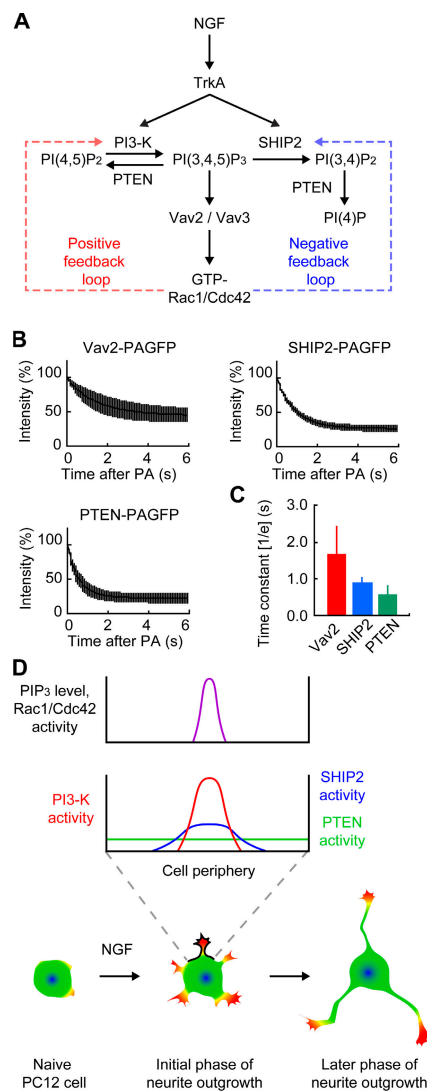 A
NGF
TrkA
PI3-K
SHIP2
PI(4,5)P2
PI(3,4,5)P3
PI(3,4)P2
PTEN
PTEN
Vav2 / Vav3
PI(4)P
Positive
feedback
loop
Negative
feedback
loop
GTP-
Rac1/Cdc42
B
Vav2-PAGFP
Intensity (%)
100
50
0
0 2 4 6
Time after PA (s)
SHIP2-PAGFP
Intensity (%)
100
50
0
0 2 4 6
Time after PA (s)
PTEN-PAGFP
Intensity (%)
100
50
0
0 2 4 6
Time after PA (s)
C
Time constant [1/e] (s)
3.0
2.0
1.0
0
Vav2
SHIP2
PTEN
D
PIP3 level,
Rac1/Cdc42
activity
PI3-K
activity
SHIP2
activity
PTEN
activity
Cell periphery
NGF
Naive
PC12 cell
Initial phase of
neurite outgrowth
Later phase of
neurite outgrowth